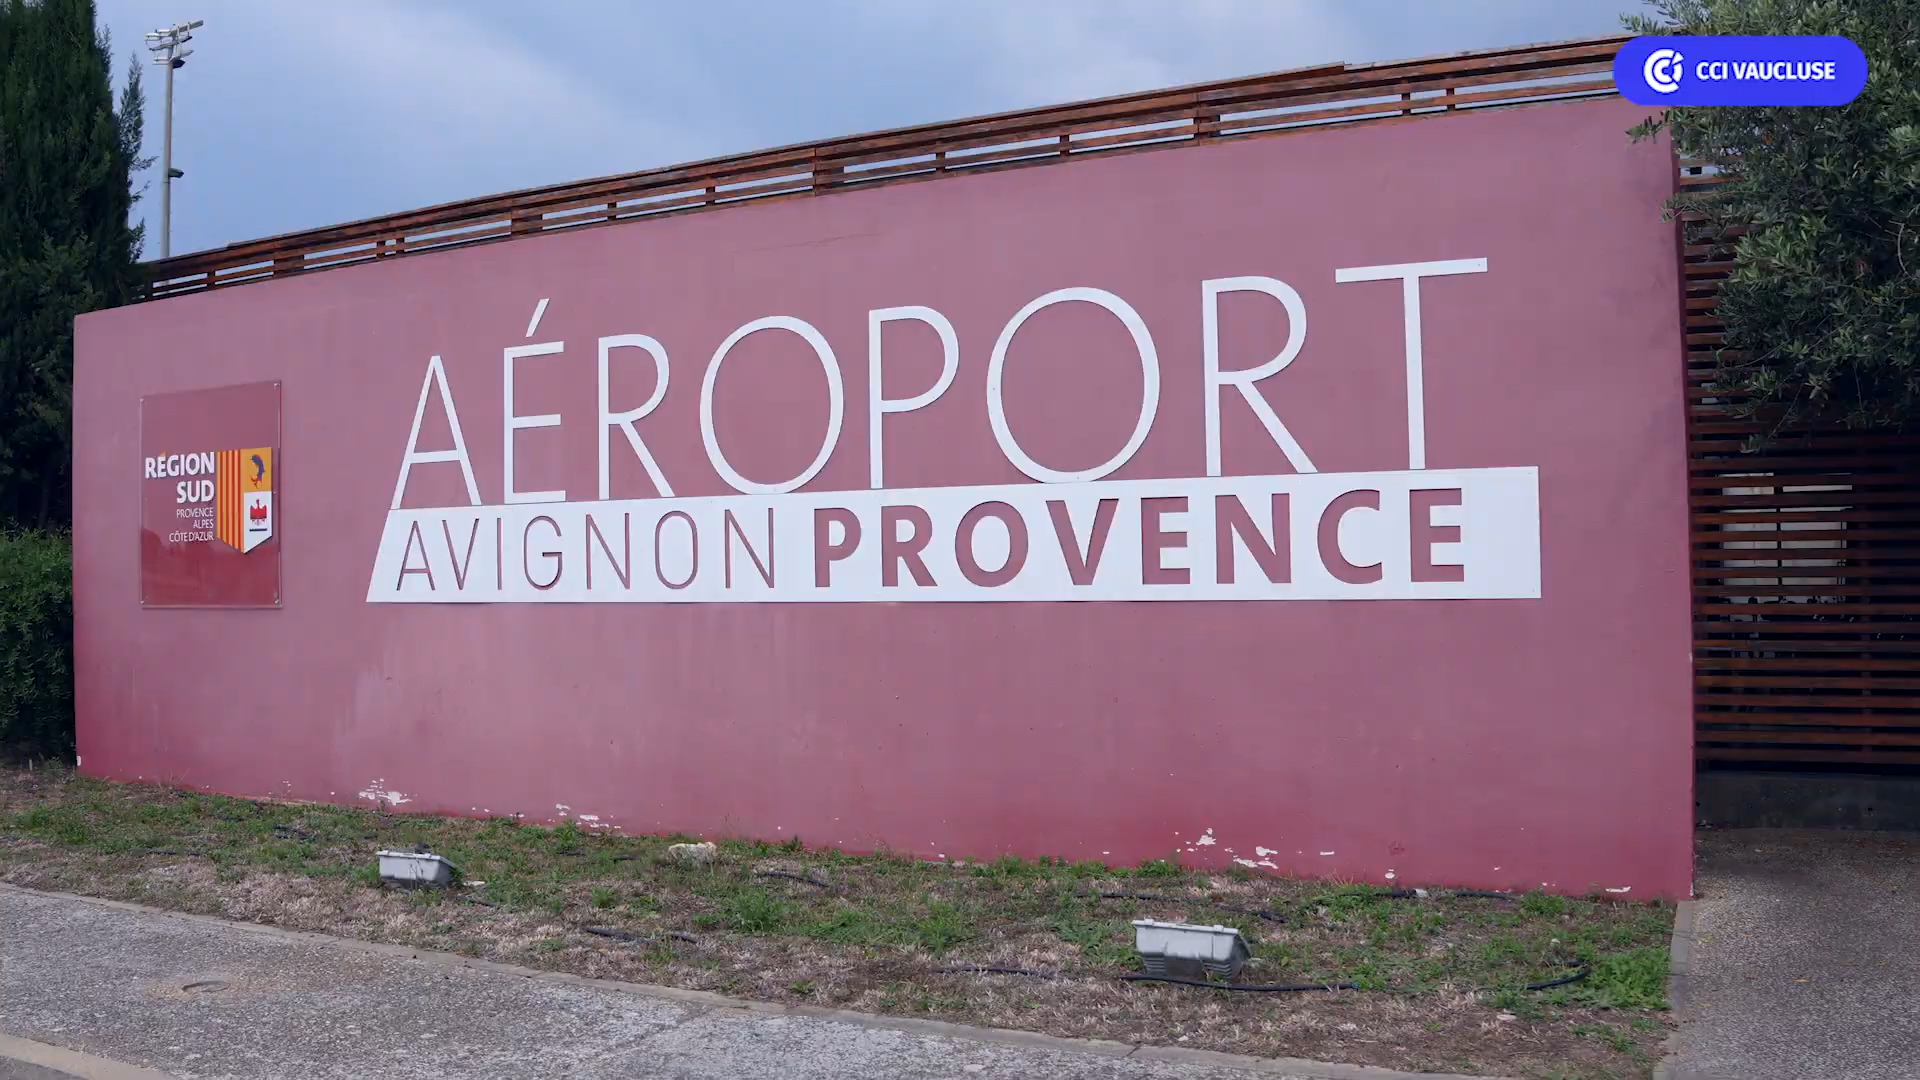 CCI VAUCLUSE
AÉROPORT
AVIGNON PROVENCE
RÉGION
SUD
PROVENCE
ALPES
CÔTE D'AZUR